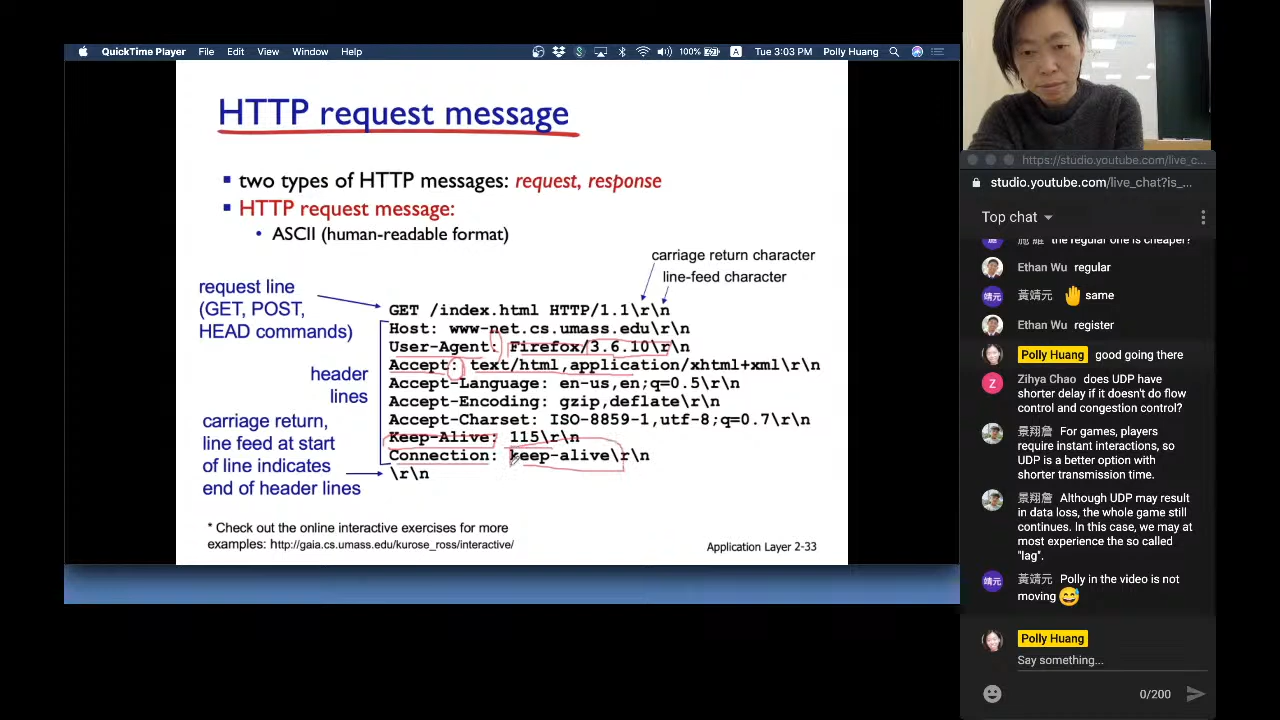 QuickTime Player File Edit View Window Help 100% A Tue 3:03 PM Polly Huang
HTTP request message
▪ two types of HTTP messages: request, response
▪ HTTP request message:
• ASCII (human-readable format)
carriage return character
line-feed character
request line
(GET, POST,
HEAD commands)
GET /index.html HTTP/1.1\r\n
Host: www-net.cs.umass.edu\r\n
User-Agent: Firefox/3.6.10\r\n
Accept: text/html,application/xhtml+xml\r\n
Accept-Language: en-us,en;q=0.5\r\n
Accept-Encoding: gzip,deflate\r\n
Accept-Charset: ISO-8859-1,utf-8;q=0.7\r\n
Keep-Alive: 115\r\n
Connection: keep-alive\r\n
\r\n
header
lines
carriage return,
line feed at start
of line indicates
end of header lines
* Check out the online interactive exercises for more
examples: http://gaia.cs.umass.edu/kurose_ross/interactive/
Application Layer 2-33
https://studio.youtube.com/live_c...
studio.youtube.com/live_chat?is_...
Top chat
the regular one is cheaper?
Ethan Wu regular
靖元 黃靖元 same
Ethan Wu register
Polly Huang good going there
Z Zihya Chao does UDP have
shorter delay if it doesn't do flow
control and congestion control?
景翔詹 For games, players
require instant interactions, so
UDP is a better option with
shorter transmission time.
景翔詹 Although UDP may result
in data loss, the whole game still
continues. In this case, we may at
most experience the so called
"lag".
靖元 黃靖元 Polly in the video is not
moving
Polly Huang
Say something...
0/200